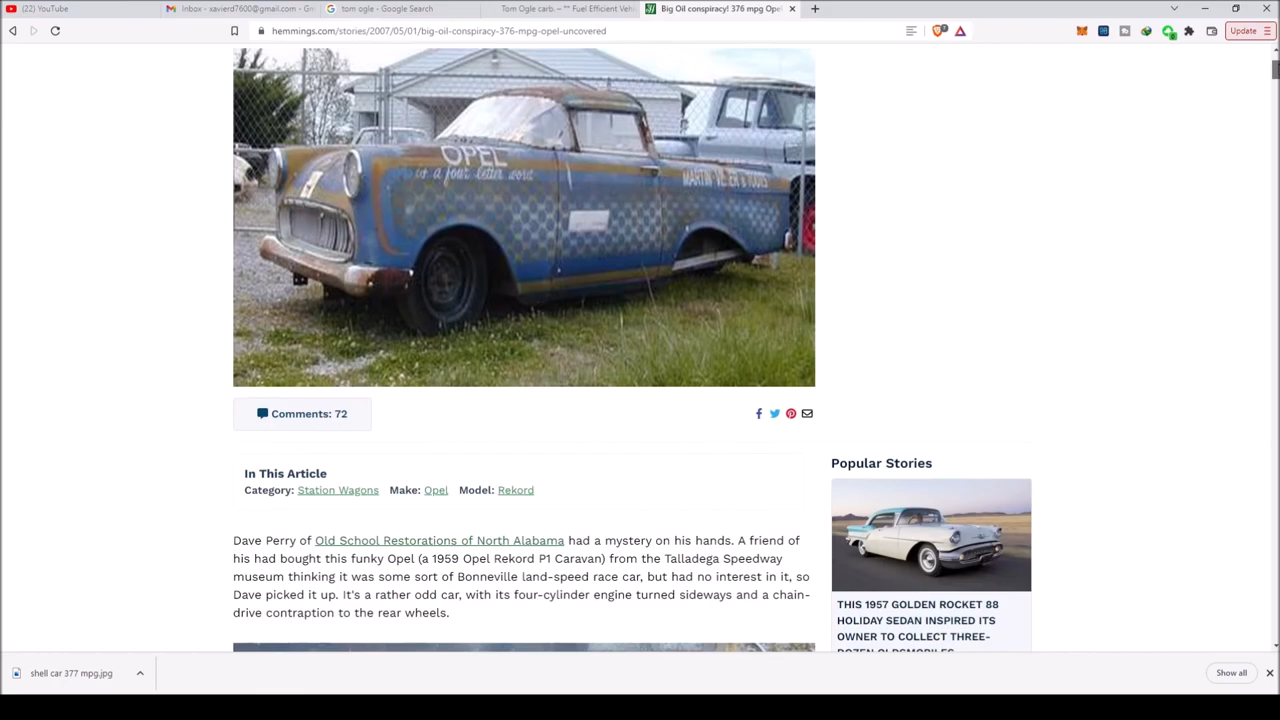 (22) YouTube
Inbox - xavierd7600@gmail.com - Gm
tom ogle - Google Search
Tom Ogle carb. – ** Fuel Efficient Veh
Big Oil conspiracy! 376 mpg Ope
hemmings.com/stories/2007/05/01/big-oil-conspiracy-376-mpg-opel-uncovered
Update
OPEL
is a four letter word
Comments: 72
In This Article
Category: Station Wagons Make: Opel Model: Rekord
Popular Stories
Dave Perry of Old School Restorations of North Alabama had a mystery on his hands. A friend of
his had bought this funky Opel (a 1959 Opel Rekord P1 Caravan) from the Talladega Speedway
museum thinking it was some sort of Bonneville land-speed race car, but had no interest in it, so
Dave picked it up. It's a rather odd car, with its four-cylinder engine turned sideways and a chain-
drive contraption to the rear wheels.
THIS 1957 GOLDEN ROCKET 88
HOLIDAY SEDAN INSPIRED ITS
OWNER TO COLLECT THREE-
DOZEN OLDSMOBILES
shell car 377 mpg.jpg
Show all